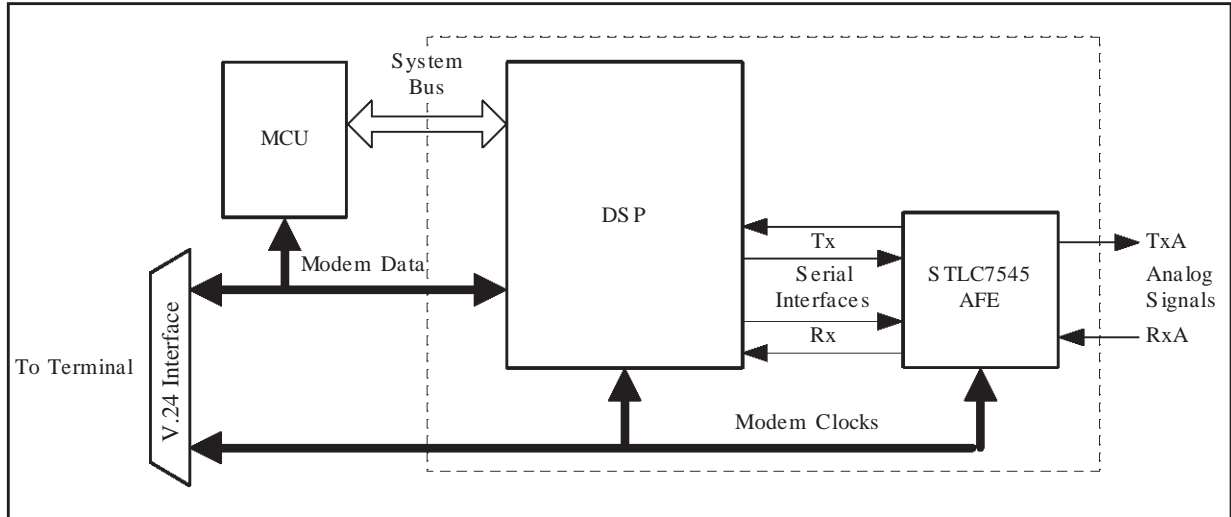 System
Bus
MCU
DSP
Tx
Serial
Interfaces
Rx
STLC7545
AFE
TxA
Analog
Signals
RxA
Modem Data
To Terminal
V.24 Interface
Modem Clocks